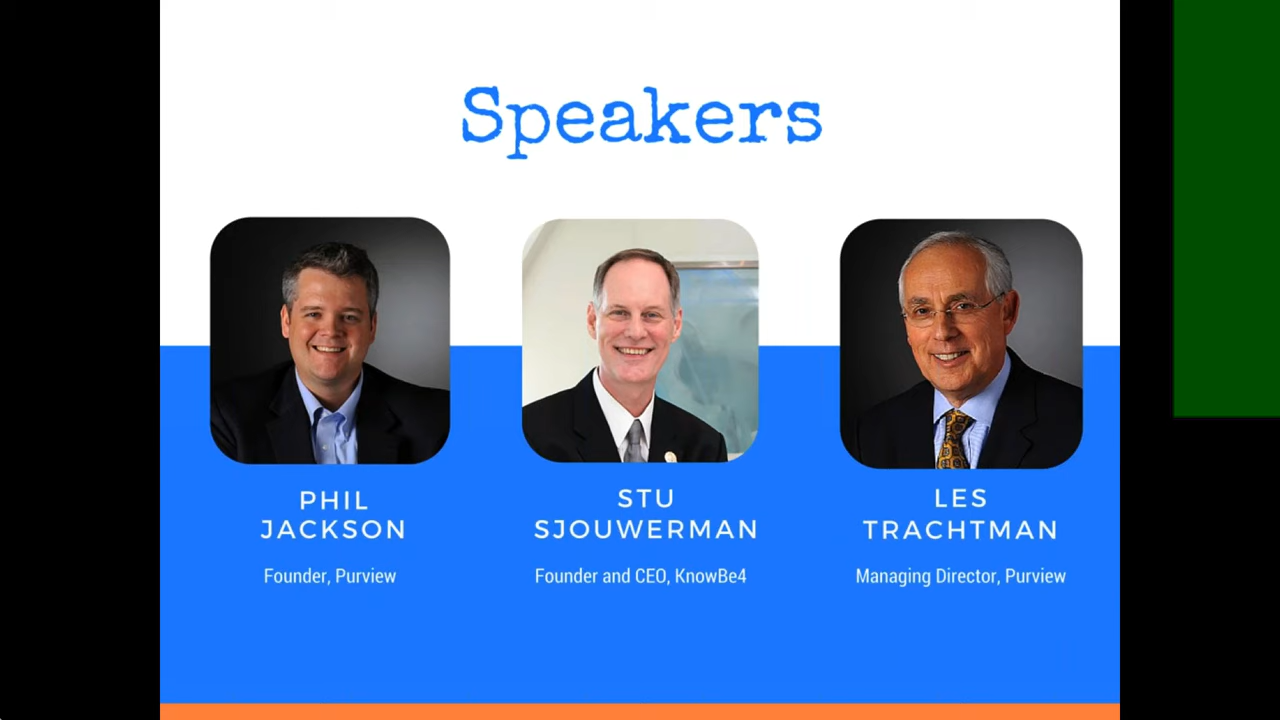 Speakers
PHIL
JACKSON
Founder, Purview
STU
SJOUWERMAN
Founder and CEO, KnowBe4
LES
TRACHTMAN
Managing Director, Purview